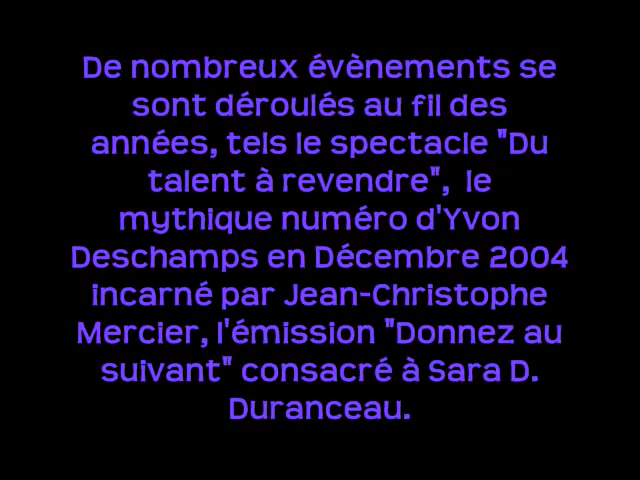 De nombreux évènements se
sont déroulés au fil des
années, tels le spectacle "Du
talent à revendre",  le
mythique numéro d'Yvon
Deschamps en Décembre 2004
incarné par Jean-Christophe
Mercier, l'émission "Donnez au
suivant" consacré à Sara D.
Duranceau.